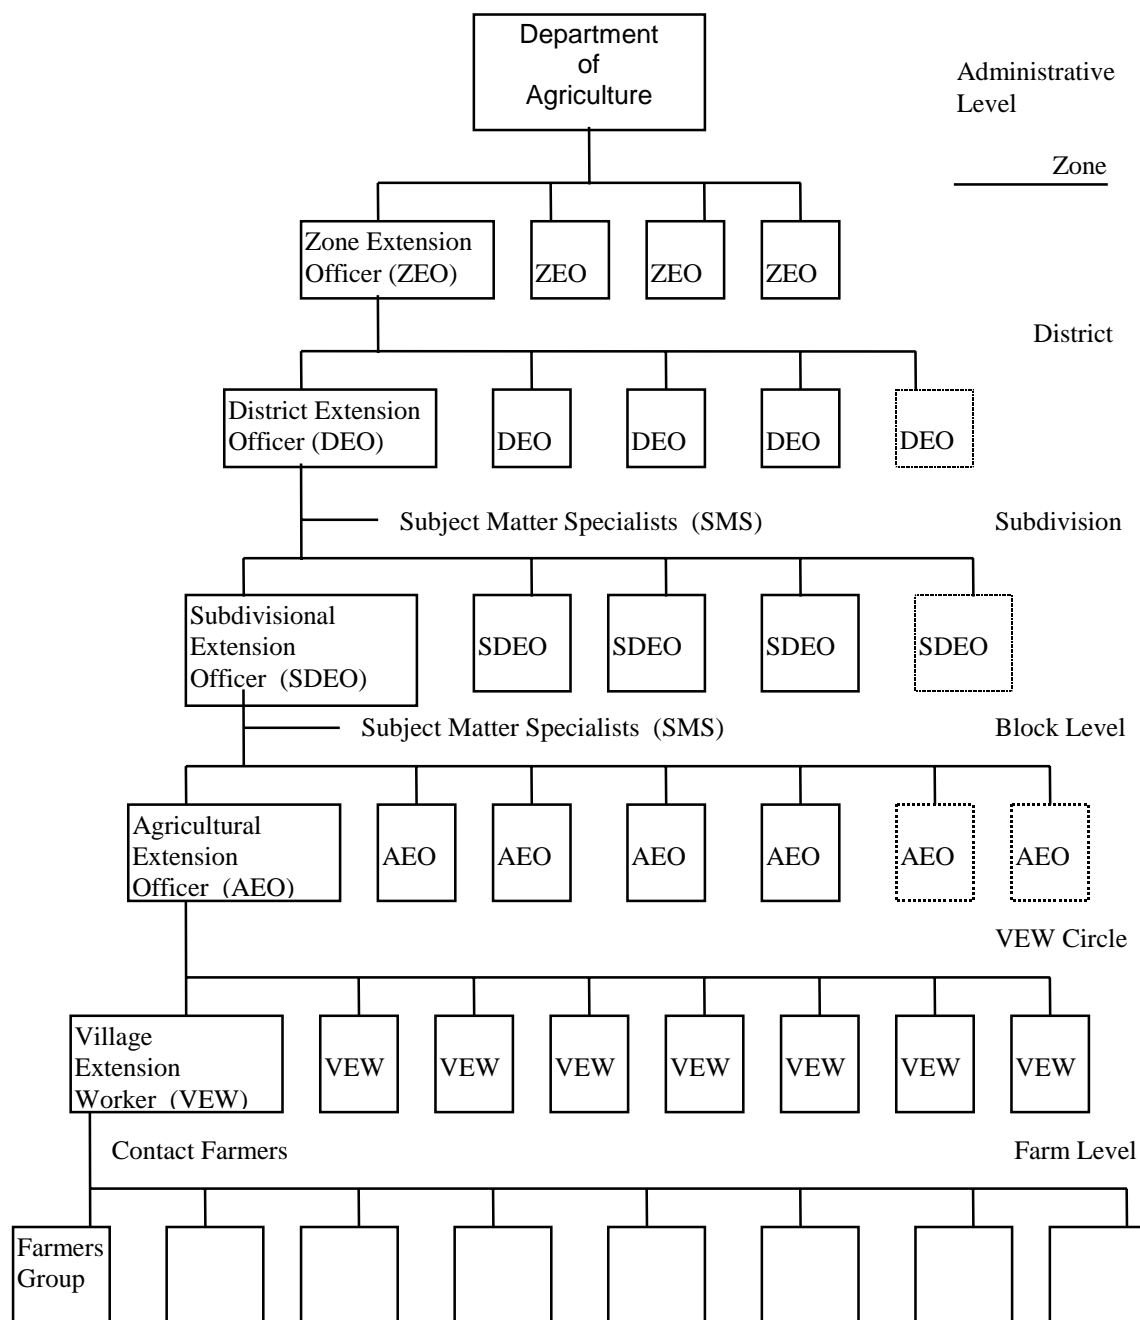 Department
of
Agriculture
Administrative
Level
Zone
Zone Extension
Officer (ZEO)
ZEO
ZEO
ZEO
District
District Extension
Officer (DEO)
DEO
DEO
DEO
DEO
Subject Matter Specialists (SMS)
Subdivision
Subdivisional
Extension
Officer (SDEO)
SDEO
SDEO
SDEO
SDEO
Subject Matter Specialists (SMS)
Block Level
Agricultural
Extension
Officer (AEO)
AEO
AEO
AEO
AEO
AEO
AEO
VEW Circle
Village
Extension
Worker (VEW)
VEW
VEW
VEW
VEW
VEW
VEW
VEW
Contact Farmers
Farm Level
Farmers
Group